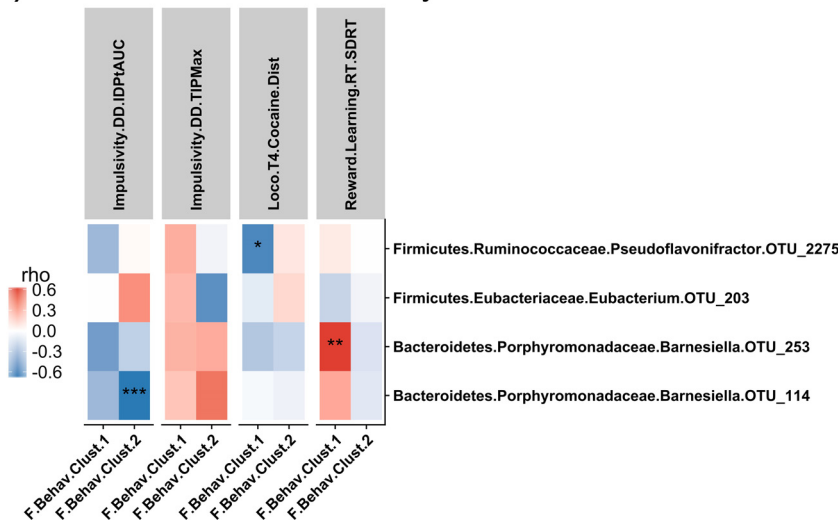 Impulsivity.DD.IDPtAUC
Impulsivity.DD.TIPMax
Loco.T4.Cocaine.Dist
Reward.Learning.RT.SDRT
*
Firmicutes.Ruminococcaceae.Pseudoflavonifractor.OTU_2275
Firmicutes.Eubacteriaceae.Eubacterium.OTU_203
**
Bacteroidetes.Porphyromonadaceae.Barnesiella.OTU_253
***
Bacteroidetes.Porphyromonadaceae.Barnesiella.OTU_114
rho
0.6
0.3
0.0
-0.3
-0.6
F.Behav.Clust.1
F.Behav.Clust.2
F.Behav.Clust.1
F.Behav.Clust.2
F.Behav.Clust.1
F.Behav.Clust.2
F.Behav.Clust.1
F.Behav.Clust.2